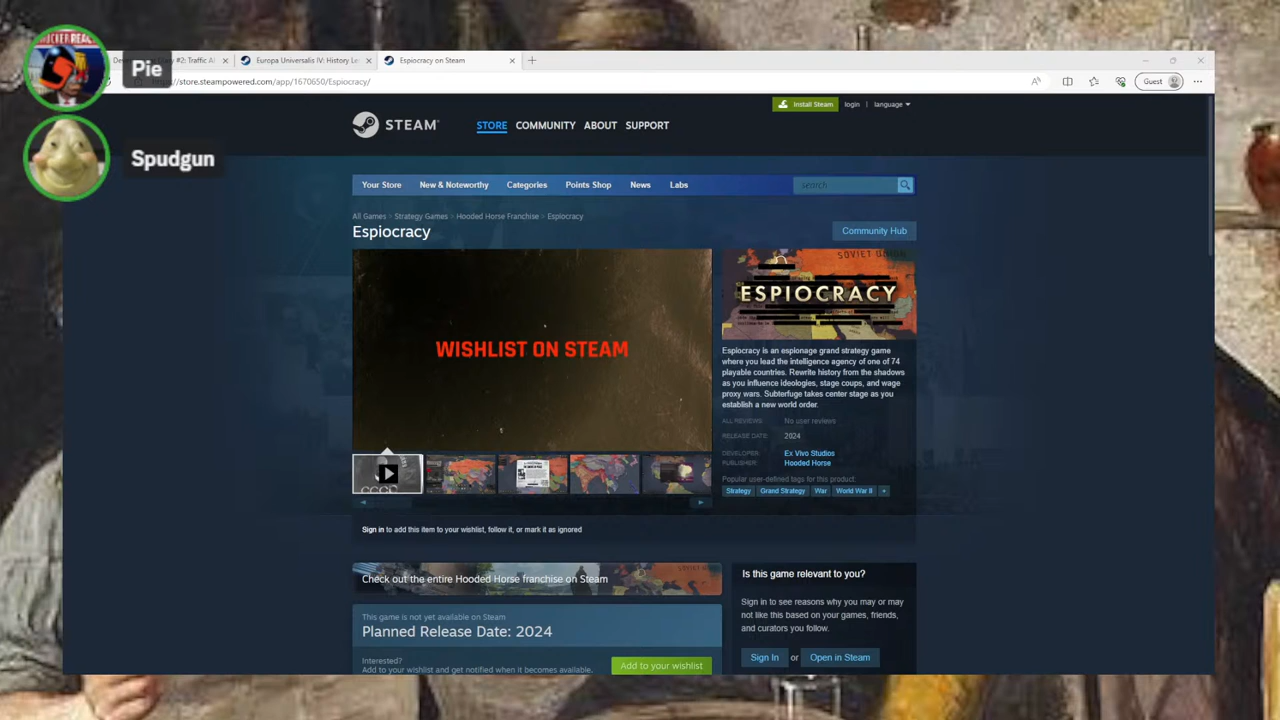 KER REAC
Pie
Spudgun
#2: Traffic AI
Europa Universalis IV: History Le
Espiocracy on Steam
store.steampowered.com/app/1670650/Espiocracy/
Guest
Install Steam
login
language
STEAM
STORE
COMMUNITY
ABOUT
SUPPORT
Your Store
New & Noteworthy
Categories
Points Shop
News
Labs
search
All Games > Strategy Games > Hooded Horse Franchise > Espiocracy
Espiocracy
Community Hub
WISHLIST ON STEAM
SOVIET UNION
ESPIOCRACY
Espiocracy is an espionage grand strategy game
where you lead the intelligence agency of one of 74
playable countries. Rewrite history from the shadows
as you influence ideologies, stage coups, and wage
proxy wars. Subterfuge takes center stage as you
establish a new world order.
ALL REVIEWS: No user reviews
RELEASE DATE: 2024
DEVELOPER: Ex Vivo Studios
PUBLISHER: Hooded Horse
Popular user-defined tags for this product:
Strategy
Grand Strategy
War
World War II
+
Sign in to add this item to your wishlist, follow it, or mark it as ignored
Check out the entire Hooded Horse franchise on Steam
This game is not yet available on Steam
Planned Release Date: 2024
Interested?
Add to your wishlist and get notified when it becomes available.
Add to your wishlist
Is this game relevant to you?
Sign in to see reasons why you may or may
not like this based on your games, friends,
and curators you follow.
Sign In or Open in Steam